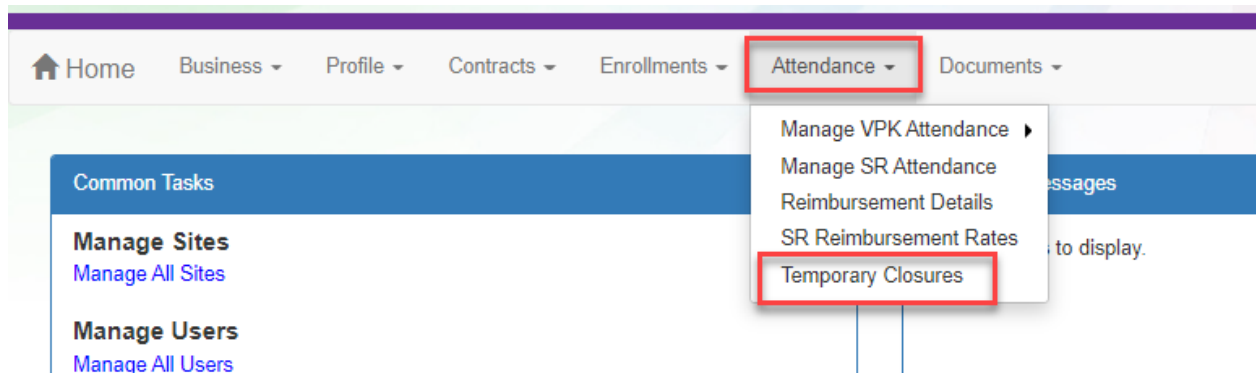 Home Business Profile Contracts Enrollments Attendance Documents
Manage VPK Attendance
Manage SR Attendance
Reimbursement Details
SR Reimbursement Rates
Temporary Closures
Common Tasks
Manage Sites
Manage All Sites
Manage Users
Manage All Users
to display.